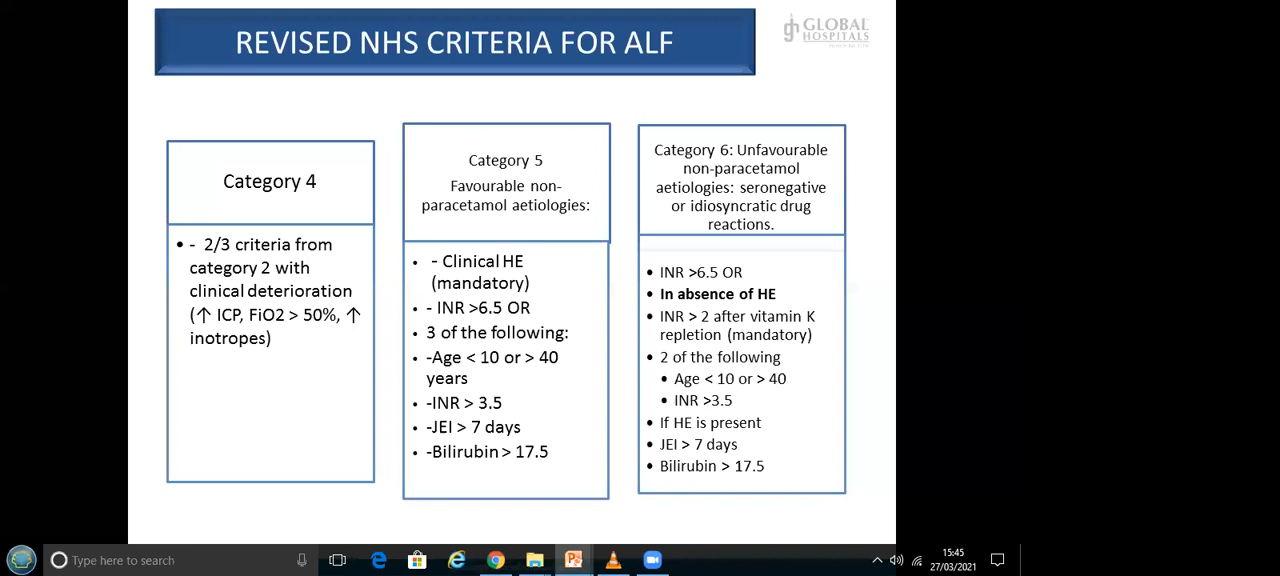 REVISED NHS CRITERIA FOR ALF
GLOBAL
HOSPITALS
Category 4
• - 2/3 criteria from
category 2 with
clinical deterioration
(↑ ICP, FiO2 > 50%, ↑
inotropes)
Category 5
Favourable non-
paracetamol aetiologies:
• - Clinical HE
(mandatory)
• - INR >6.5 OR
• 3 of the following:
• -Age < 10 or > 40
years
• -INR > 3.5
• -JEI > 7 days
• -Bilirubin > 17.5
Category 6: Unfavourable
non-paracetamol
aetiologies: seronegative
or idiosyncratic drug
reactions.
• INR >6.5 OR
• In absence of HE
• INR > 2 after vitamin K
repletion (mandatory)
• 2 of the following
• Age < 10 or > 40
• INR >3.5
• If HE is present
• JEI > 7 days
• Bilirubin > 17.5
Type here to search
15:45
27/03/2021